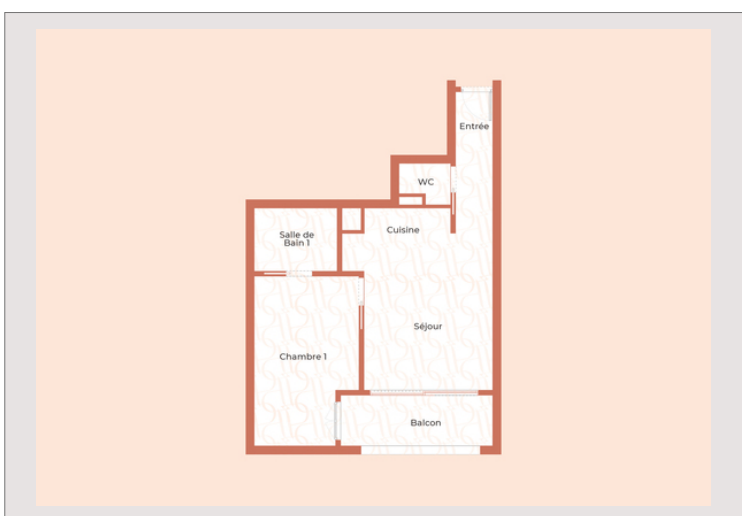 Entrée
WC
Cuisine
Salle de
Bain 1
Séjour
Chambre 1
Balcon